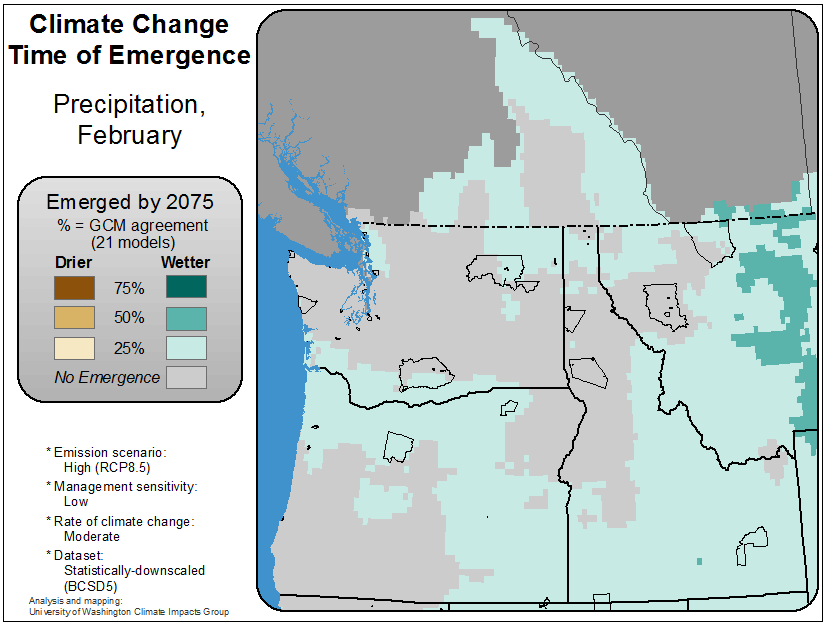 Climate Change
Time of Emergence
Precipitation,
February
Emerged by 2075
% = GCM agreement
(21 models)
Drier Wetter
75%
50%
25%
No Emergence
* Emission scenario:
High (RCP8.5)
* Management sensitivity:
Low
* Rate of climate change:
Moderate
* Dataset:
Statistically-downscaled
(BCSD5)
Analysis and mapping:
University of Washington Climate Impacts Group